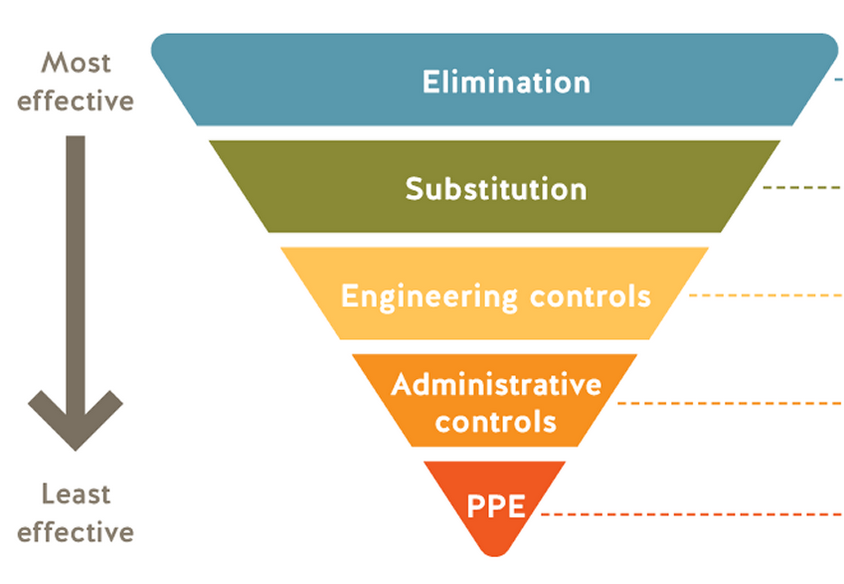 Most
effective
Elimination
Substitution
Engineering controls
Administrative
controls
PPE
Least
effective